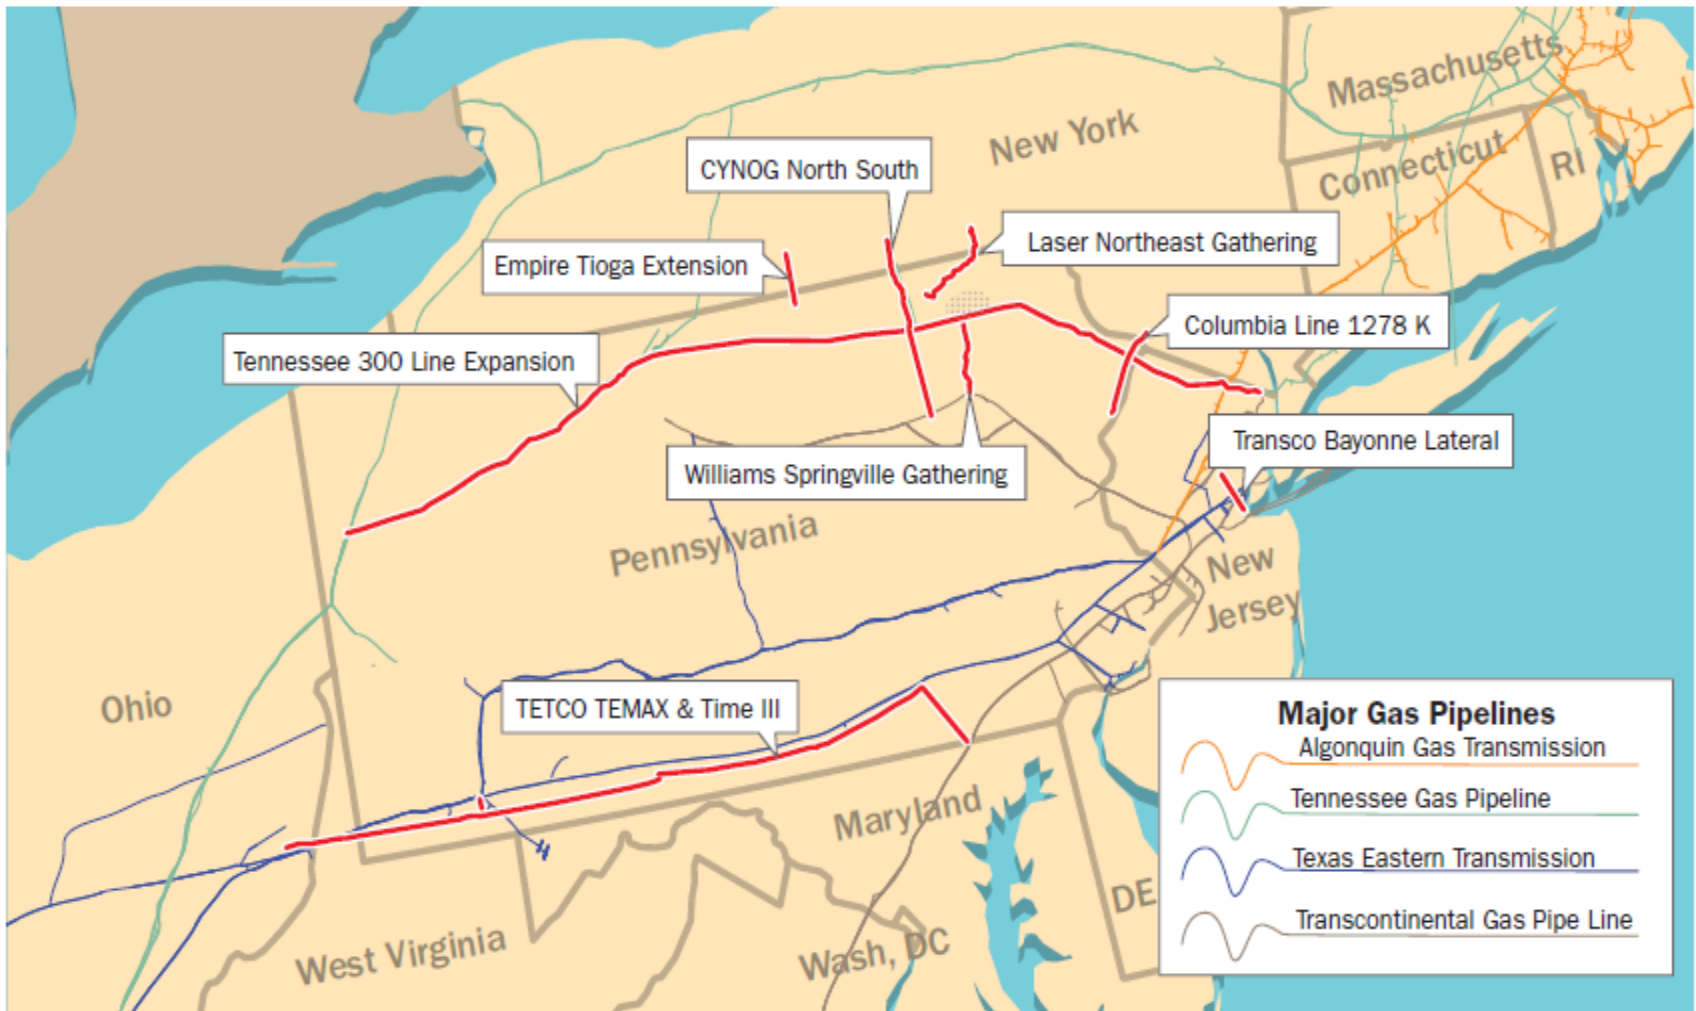 Massachusetts
New York
CYNOG North South
Connecticut
RI
Laser Northeast Gathering
Empire Tioga Extension
Columbia Line 1278 K
Tennessee 300 Line Expansion
Transco Bayonne Lateral
Williams Springville Gathering
Pennsylvania
New
Jersey
Ohio
TETCO TEMAX & Time III
Major Gas Pipelines
Algonquin Gas Transmission
Tennessee Gas Pipeline
Texas Eastern Transmission
Transcontinental Gas Pipe Line
Maryland
DE
West Virginia
Wash, DC